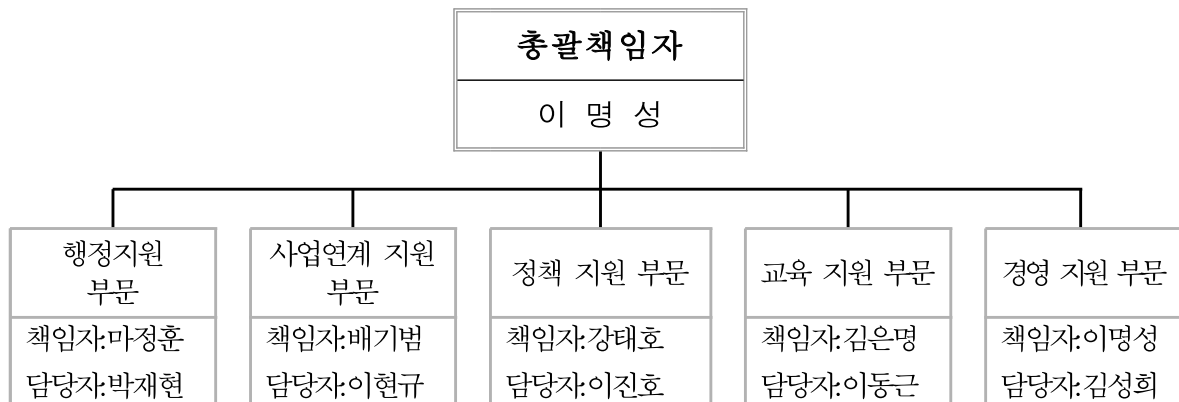 총괄책임자
이 명 성
행정지원
부문
책임자:마정훈
담당자:박재현
사업연계 지원
부문
책임자:배기범
담당자:이현규
정책 지원 부문
책임자:강태호
담당자:이진호
교육 지원 부문
책임자:김은명
담당자:이동근
경영 지원 부문
책임자:이명성
담당자:김성희